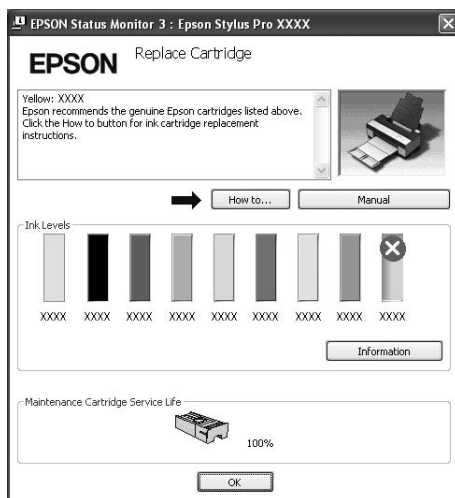 EPSON Status Monitor 3 : Epson Stylus Pro XXXX
EPSON
Replace Cartridge
Yellow: XXXX
Epson recommends the genuine Epson cartridges listed above.
Click the How to button for ink cartridge replacement
instructions.
How to...
Manual
Ink Levels
XXXX XXXX XXXX XXXX XXXX XXXX XXXX XXXX XXXX
Information
Maintenance Cartridge Service Life
100%
OK